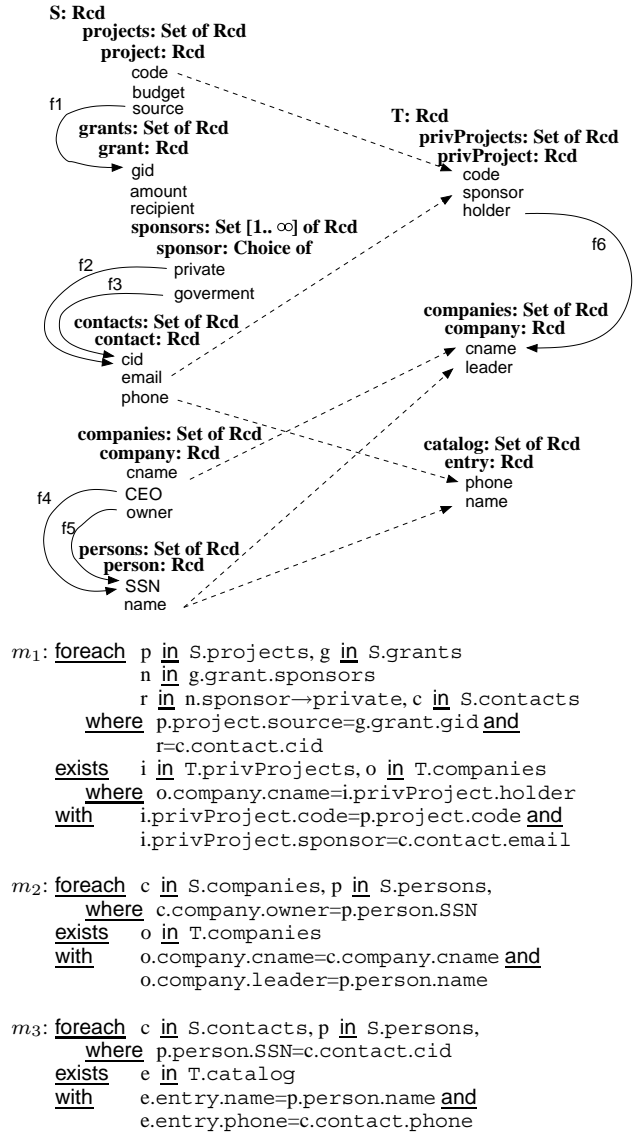 S: Rcd
projects: Set of Rcd
project: Rcd
code
budget
source
f1
grants: Set of Rcd
grant: Rcd
gid
amount
recipient
sponsors: Set [1.. ∞] of Rcd
sponsor: Choice of
f2
private
f3
goverment
contacts: Set of Rcd
contact: Rcd
cid
email
phone
companies: Set of Rcd
company: Rcd
cname
f4
CEO
owner
f5
persons: Set of Rcd
person: Rcd
SSN
name
T: Rcd
privProjects: Set of Rcd
privProject: Rcd
code
sponsor
holder
f6
companies: Set of Rcd
company: Rcd
cname
leader
catalog: Set of Rcd
entry: Rcd
phone
name
m1: foreach p in S.projects, g in S.grants
n in g.grant.sponsors
r in n.sponsor→private, c in S.contacts
where p.project.source=g.grant.gid and
r=c.contact.cid
exists i in T.privProjects, o in T.companies
where o.company.cname=i.privProject.holder
with i.privProject.code=p.project.code and
i.privProject.sponsor=c.contact.email
m2: foreach c in S.companies, p in S.persons,
where c.company.owner=p.person.SSN
exists o in T.companies
with o.company.cname=c.company.cname and
o.company.leader=p.person.name
m3: foreach c in S.contacts, p in S.persons,
where p.person.SSN=c.contact.cid
exists e in T.catalog
with e.entry.name=p.person.name and
e.entry.phone=c.contact.phone